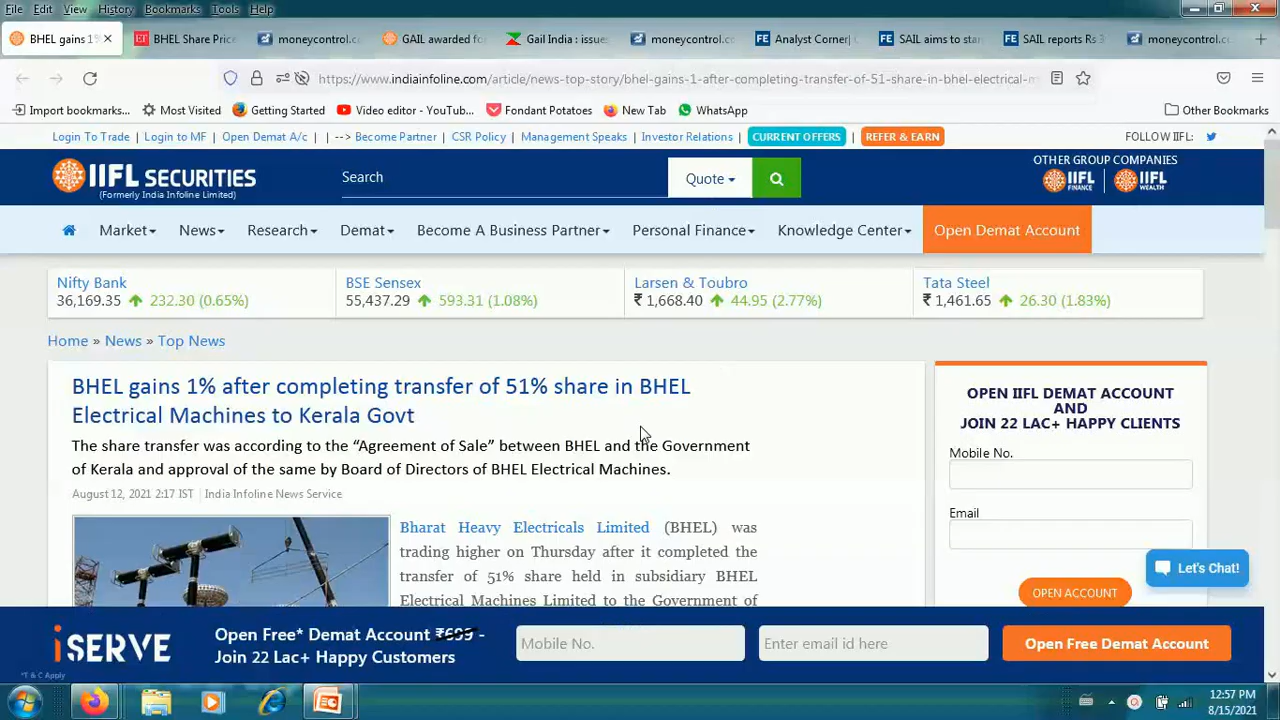 File Edit View History Bookmarks Tools Help
BHEL gains 1%
BHEL Share Pric
moneycontrol.c
GAIL awarded fo
Gail India : issue
moneycontrol.cc
Analyst Corner|
SAIL aims to sta
SAIL reports Rs 3
moneycontrol.cc
https://www.indiainfoline.com/article/news-top-story/bhel-gains-1-after-completing-transfer-of-51-share-in-bhel-electrical-m
Import bookmarks... Most Visited Getting Started Video editor - YouTub... Fondant Potatoes New Tab WhatsApp Other Bookmarks
Login To Trade | Login to MF | Open Demat A/c | | --> Become Partner | CSR Policy | Management Speaks | Investor Relations | CURRENT OFFERS REFER & EARN FOLLOW IIFL:
IIFL SECURITIES
(Formerly India Infoline Limited)
Search
Quote
OTHER GROUP COMPANIES
IIFL FINANCE | IIFL WEALTH
Market News Research Demat Become A Business Partner Personal Finance Knowledge Center Open Demat Account
Nifty Bank
36,169.35 232.30 (0.65%)
BSE Sensex
55,437.29 593.31 (1.08%)
Larsen & Toubro
₹ 1,668.40 44.95 (2.77%)
Tata Steel
₹ 1,461.65 26.30 (1.83%)
Home » News » Top News
BHEL gains 1% after completing transfer of 51% share in BHEL
Electrical Machines to Kerala Govt
The share transfer was according to the “Agreement of Sale” between BHEL and the Government
of Kerala and approval of the same by Board of Directors of BHEL Electrical Machines.
August 12, 2021 2:17 IST | India Infoline News Service
Bharat Heavy Electricals Limited (BHEL) was
trading higher on Thursday after it completed the
transfer of 51% share held in subsidiary BHEL
Electrical Machines Limited to the Government of
OPEN IIFL DEMAT ACCOUNT
AND
JOIN 22 LAC+ HAPPY CLIENTS
Mobile No.
Email
OPEN ACCOUNT
Let's Chat!
iSERVE
*T & C Apply
Open Free* Demat Account ₹699 -
Join 22 Lac+ Happy Customers
Mobile No.
Enter email id here
Open Free Demat Account
12:57 PM
8/15/2021